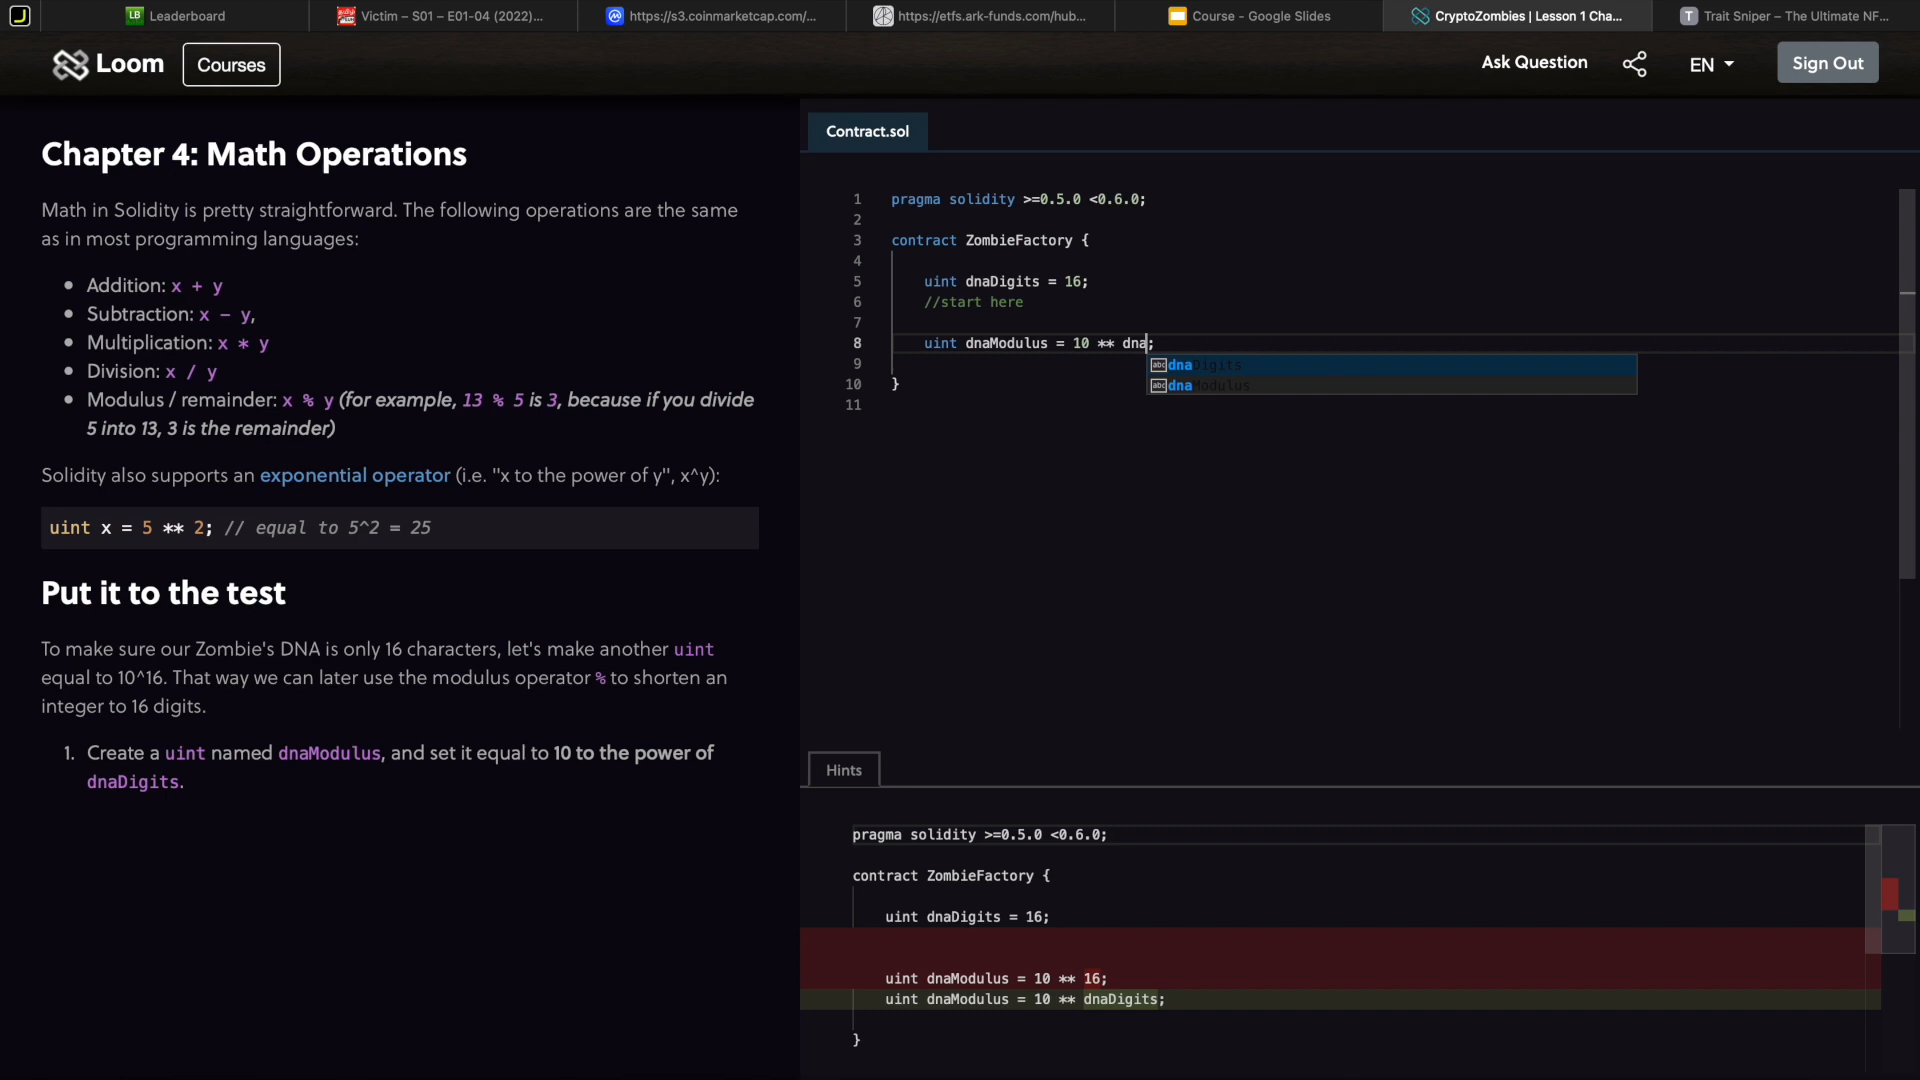 LB Leaderboard
Victim – S01 – E01-04 (2022)...
https://s3.coinmarketcap.com/...
https://etfs.ark-funds.com/hub...
Course - Google Slides
CryptoZombies | Lesson 1 Cha...
T Trait Sniper – The Ultimate NF...
Loom
Courses
Ask Question
EN
Sign Out
Chapter 4: Math Operations
Math in Solidity is pretty straightforward. The following operations are the same
as in most programming languages:
• Addition: x + y
• Subtraction: x - y,
• Multiplication: x * y
• Division: x / y
• Modulus / remainder: x % y (for example, 13 % 5 is 3, because if you divide
5 into 13, 3 is the remainder)
Solidity also supports an exponential operator (i.e. "x to the power of y", x^y):
uint x = 5 ** 2; // equal to 5^2 = 25
Put it to the test
To make sure our Zombie's DNA is only 16 characters, let's make another uint
equal to 10^16. That way we can later use the modulus operator % to shorten an
integer to 16 digits.
1. Create a uint named dnaModulus, and set it equal to 10 to the power of
dnaDigits.
Contract.sol
1 pragma solidity >=0.5.0 <0.6.0;
2
3 contract ZombieFactory {
4
5 uint dnaDigits = 16;
6 //start here
7
8 uint dnaModulus = 10 ** dna;
abc dnaDigits
abc dnaModulus
9
10 }
11
Hints
pragma solidity >=0.5.0 <0.6.0;
contract ZombieFactory {
uint dnaDigits = 16;
uint dnaModulus = 10 ** 16;
uint dnaModulus = 10 ** dnaDigits;
}